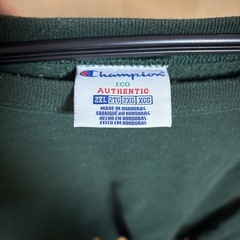 Champion
ECO
AUTHENTIC
2XL 2TG 2XG XXG
MADE IN HONDURAS
FABRIQUÉ AU HONDURAS
HECHO EN HONDURAS
FEITO EM HONDURAS